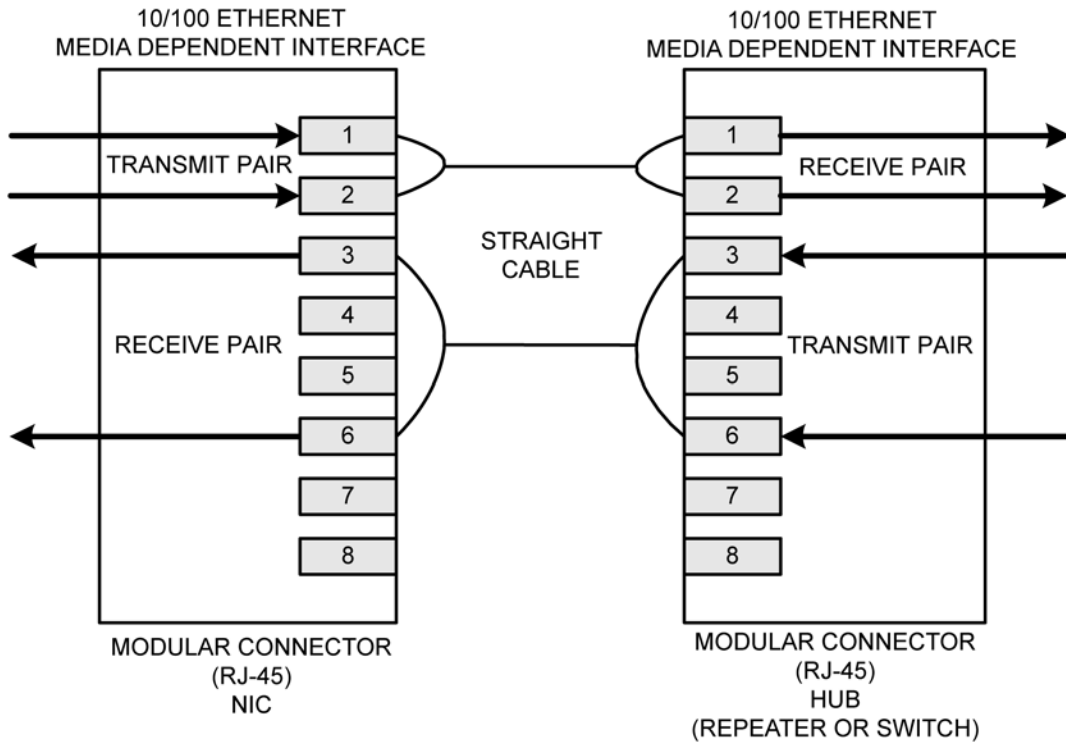 10/100 ETHERNET
MEDIA DEPENDENT INTERFACE
1
TRANSMIT PAIR
2
3
4
RECEIVE PAIR
5
6
7
8
MODULAR CONNECTOR
(RJ-45)
NIC
STRAIGHT
CABLE
10/100 ETHERNET
MEDIA DEPENDENT INTERFACE
1
RECEIVE PAIR
2
3
4
TRANSMIT PAIR
5
6
7
8
MODULAR CONNECTOR
(RJ-45)
HUB
(REPEATER OR SWITCH)